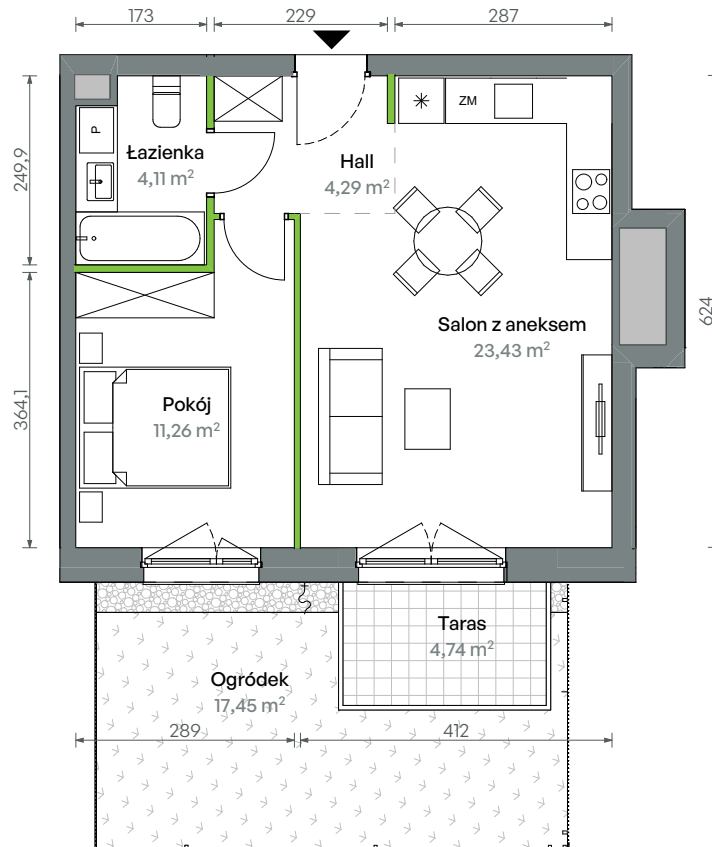 173
229
287
ZM
P
Łazienka
4,11 m²
Hall
4,29 m²
249,9
624
Salon z aneksem
23,43 m²
364,1
Pokój
11,26 m²
Taras
4,74 m²
Ogródek
17,45 m²
289
412